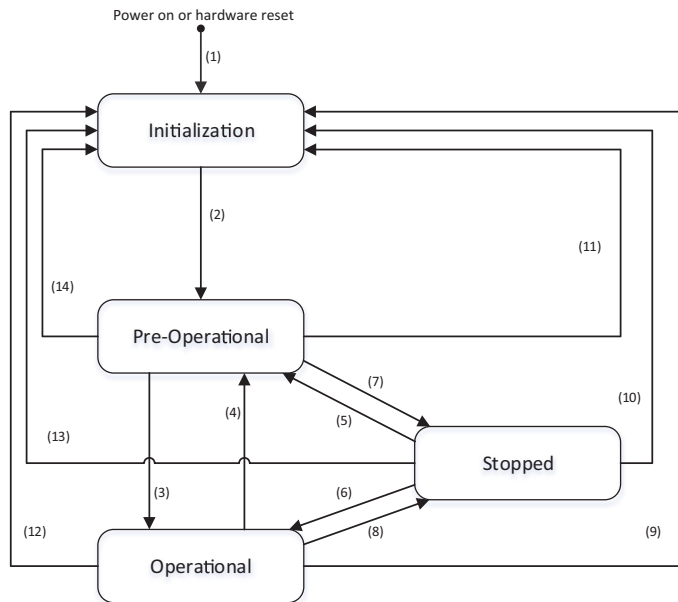 Power on or hardware reset
(1)
Initialization
(2)
(11)
(14)
Pre-Operational
(7)
(10)
(4)
(5)
(13)
Stopped
(3)
(6)
(12)
(8)
(9)
Operational